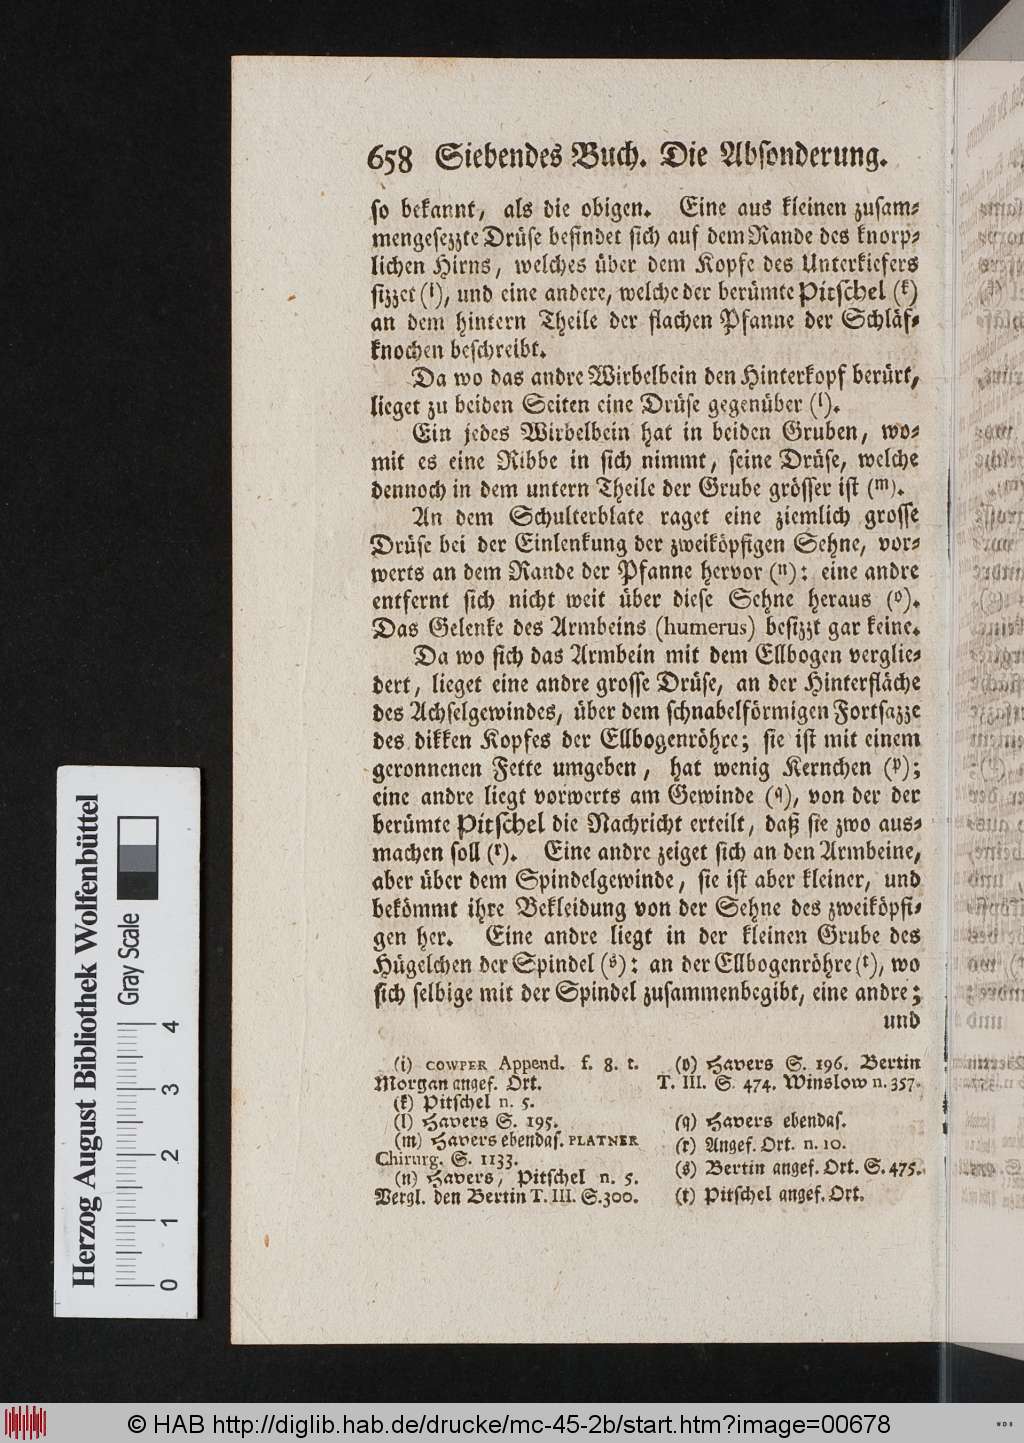 658 Siebendes Buch. Die Absonderung.
so bekannt, als die obigen. Eine aus kleinen zusam-
mengesezzte Drüse befindet sich auf dem Rande des knorp-
lichen Hirns, welches über dem Kopfe des Unterkiefers
sizzet (i), und eine andere, welche der berümte Pitschel (k)
an dem hintern Theile der flachen Pfanne der Schläf-
knochen beschreibt.
Da wo das andre Wirbelbein den Hinterkopf berürt,
lieget zu beiden Seiten eine Drüse gegenüber (l).
Ein jedes Wirbelbein hat in beiden Gruben, wo-
mit es eine Ribbe in sich nimmt, seine Drüse, welche
dennoch in dem untern Theile der Grube grösser ist (m).
An dem Schulterblate raget eine ziemlich grosse
Drüse bei der Einlenkung der zweiköpfigen Sehne, vor-
werts an dem Rande der Pfanne hervor (n): eine andre
entfernt sich nicht weit über diese Sehne heraus (o).
Das Gelenke des Armbeins (humerus) besizzt gar keine.
Da wo sich das Armbein mit dem Ellbogen verglie-
dert, lieget eine andre grosse Drüse, an der Hinterfläche
des Achselgewindes, über dem schnabelförmigen Fortsazze
des dikken Kopfes der Ellbogenröhre; sie ist mit einem
geronnenen Fette umgeben, hat wenig Kernchen (p);
eine andre liegt vorwerts am Gewinde (q), von der der
berümte Pitschel die Nachricht erteilt, daß sie zwo aus-
machen soll (r). Eine andre zeiget sich an den Armbeine,
aber über dem Spindelgewinde, sie ist aber kleiner, und
bekömmt ihre Bekleidung von der Sehne des zweiköpfi-
gen her. Eine andre liegt in der kleinen Grube des
Hügelchen der Spindel (s): an der Ellbogenröhre (t), wo
sich selbige mit der Spindel zusammenbegibt, eine andre;
und
(i) COWPER Append. f. 8. t.
Morgan angef. Ort.
(k) Pitschel n. 5.
(l) Havers S. 195.
(m) Havers ebendas. PLATNER
Chirurg. S. 1133.
(n) Havers, Pitschel n. 5.
Vergl. den Bertin T. III. S. 300.
(o) Havers S. 196. Bertin
T. III. S. 474. Winslow n. 357.
(q) Havers ebendas.
(r) Angef. Ort. n. 10.
(s) Bertin angef. Ort. S. 475.
(t) Pitschel angef. Ort.
Herzog August Bibliothek Wolfenbüttel
Gray Scale
0 1 2 3 4
© HAB http://diglib.hab.de/drucke/mc-45-2b/start.htm?image=00678